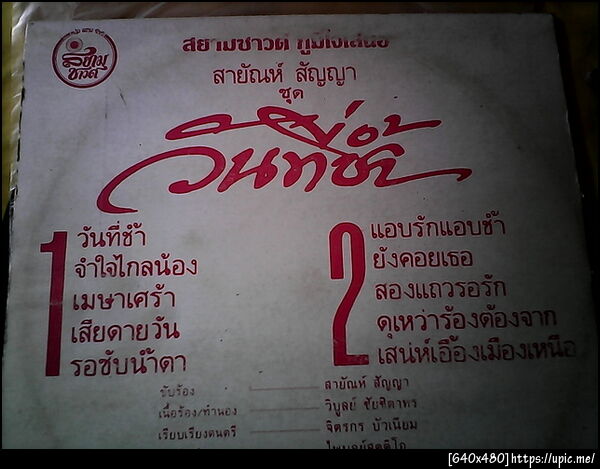 สยามซาวด์ ภูมิใจเสนอ
สยาม
ซาวด์
สายัณห์ สัญญา
ชุด
วันที่ช้ำ
1
วันที่ช้ำ
จำใจไกลน้อง
เมษาเศร้า
เสียดายวัน
รอซับน้ำตา
2
แอบรักแอบช้ำ
ยังคอยเธอ
สองแถวรอรัก
ดุเหว่าร้องต้องจาก
เสน่ห์เอื้องเมืองเหนือ
ขับร้อง สายัณห์ สัญญา
เนื้อร้อง/ทำนอง วิบูลย์ ชัยชิตาทร
เรียบเรียงดนตรี จิตรกร บัวเนียม
[640x480]https://upic.me/